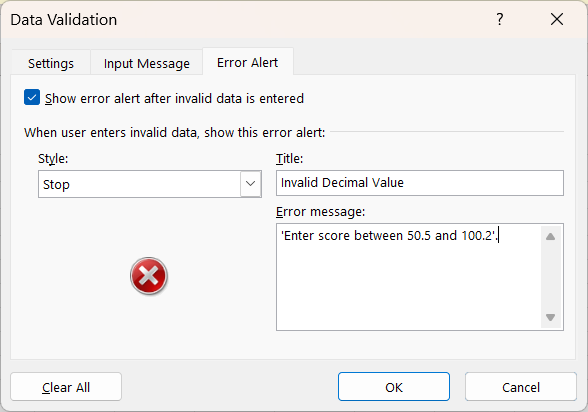 Data Validation ?
Settings Input Message Error Alert
Show error alert after invalid data is entered
When user enters invalid data, show this error alert:
Style: Title:
Stop Invalid Decimal Value
Error message:
'Enter score between 50.5 and 100.2'.
Clear All OK Cancel